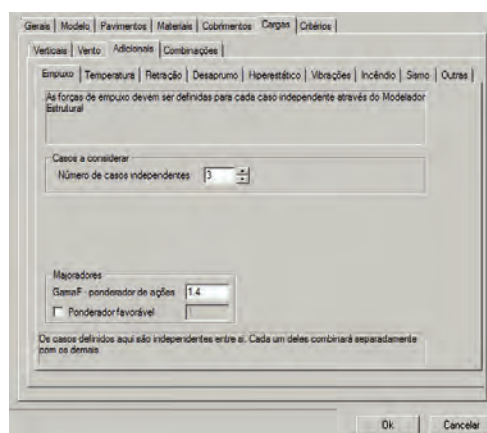 Gerais Modelo Pavimentos Materiais Cobrimentos Cargas Critérios
Verticais Vento Adicionais Combinações
Empuxo Temperatura Retração Desaprumo Hiperestático Vibrações Incêndio Sismo Outras
As forças de empuxo devem ser definidas para cada caso independente através do Modelador
Estrutural
Casos a considerar
Número de casos independentes 3
Majoradores
GamaF - ponderador de ações 1.4
Ponderador favorável 1
Os casos definidos aqui são independentes entre si. Cada um deles combinará separadamente
com os demais
Ok Cancelar